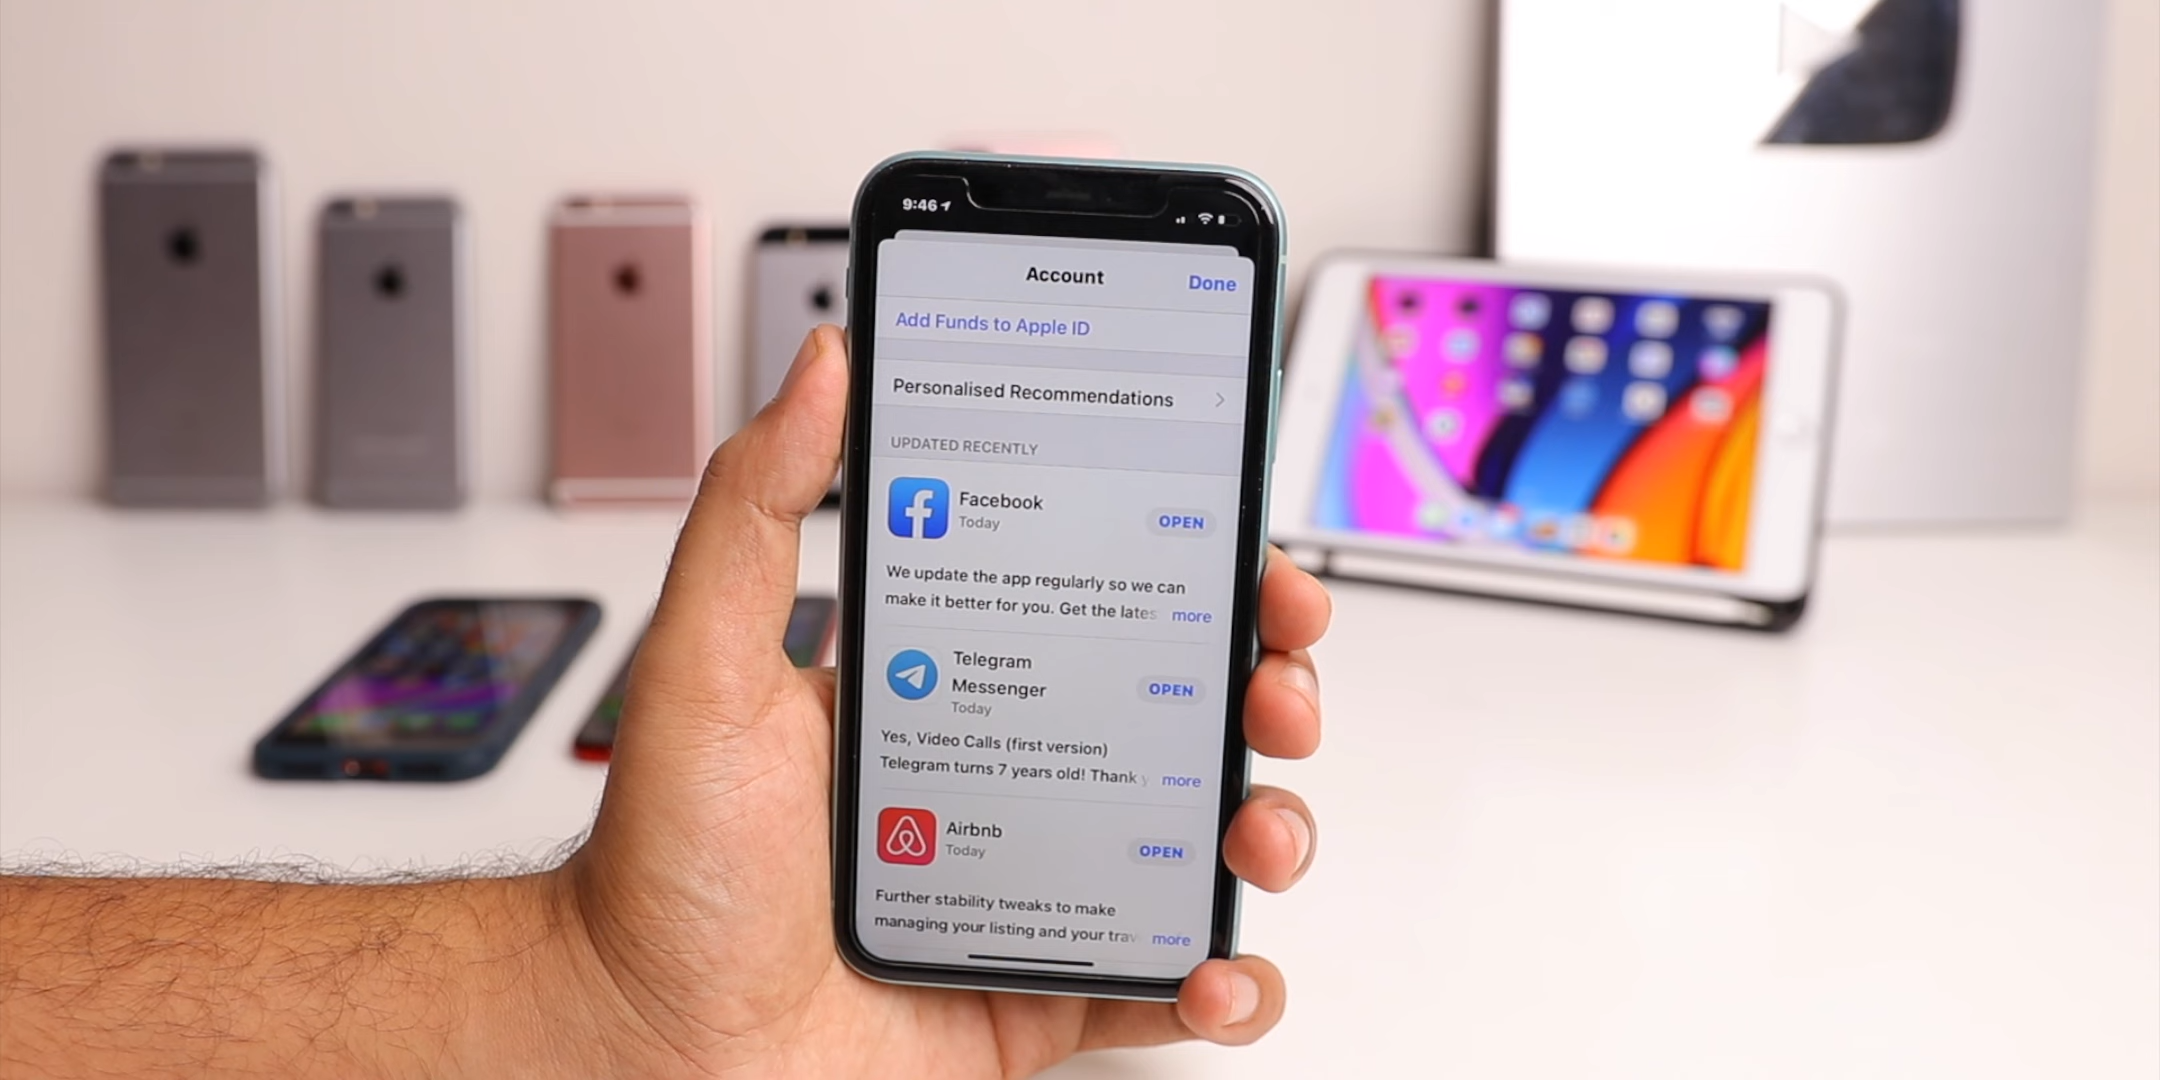 9:46
Account
Done
Add Funds to Apple ID
Personalised Recommendations
UPDATED RECENTLY
Facebook
Today
OPEN
We update the app regularly so we can
make it better for you. Get the lates
more
Telegram
Messenger
Today
OPEN
Yes, Video Calls (first version)
Telegram turns 7 years old! Thank y
more
Airbnb
Today
OPEN
Further stability tweaks to make
managing your listing and your trav
more